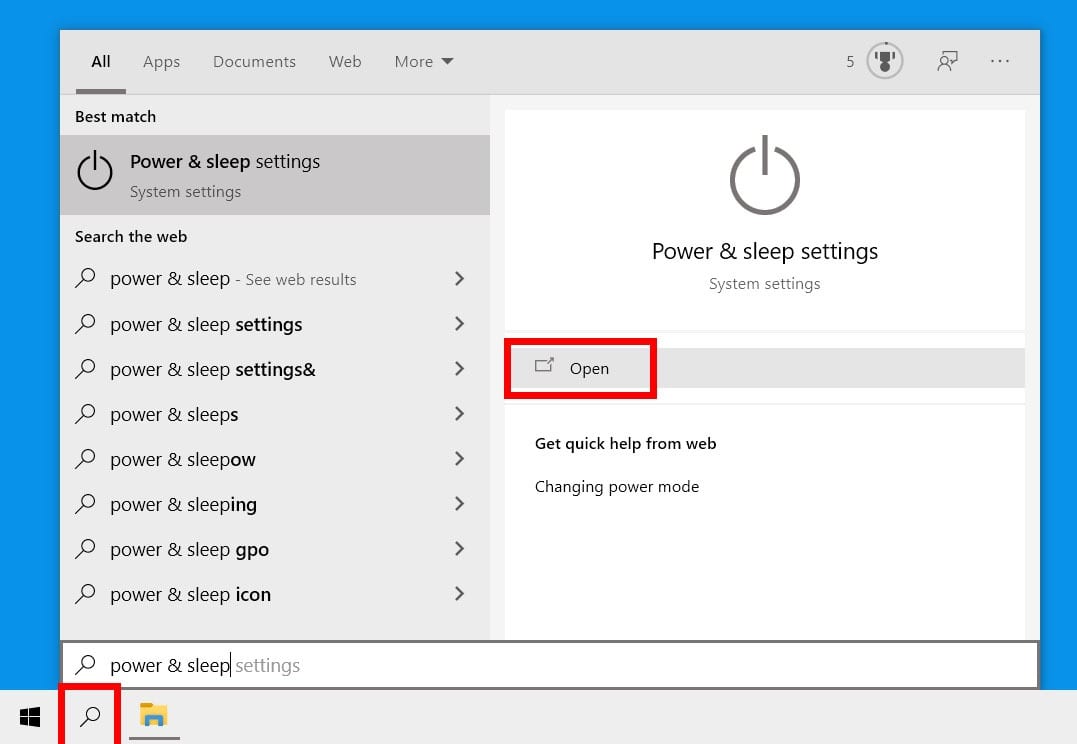 All Apps Documents Web More 5 ...
Best match
Power & sleep settings
System settings
Search the web
power & sleep - See web results
power & sleep settings
power & sleep settings&
power & sleeps
power & sleepow
power & sleeping
power & sleep gpo
power & sleep icon
Power & sleep settings
System settings
Open
Get quick help from web
Changing power mode
power & sleep settings